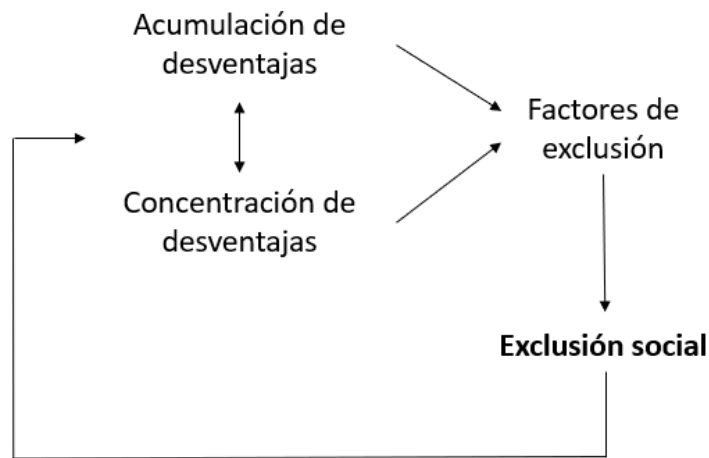 Acumulación de
desventajas
Factores de
exclusión
Concentración de
desventajas
Exclusión social